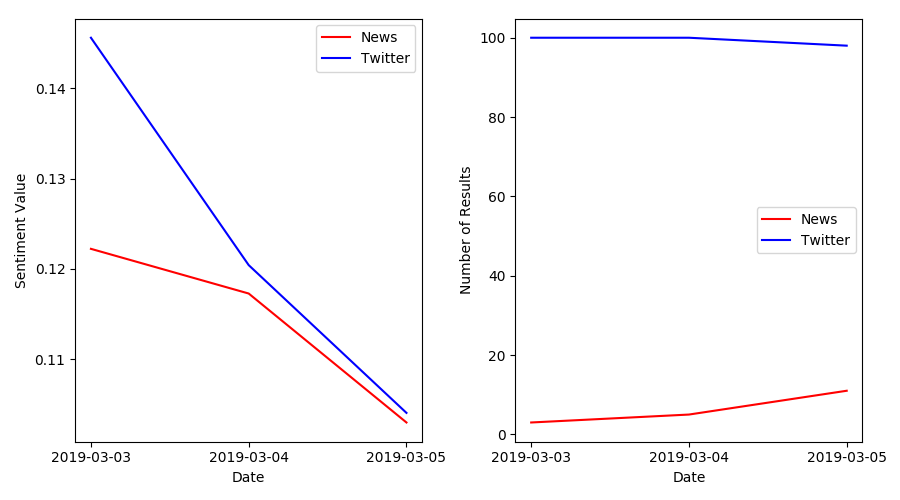 Sentiment Value
0.14
0.13
0.12
0.11
News
Twitter
2019-03-03
2019-03-04
2019-03-05
Date
Number of Results
100
80
60
40
20
0
News
Twitter
2019-03-03
2019-03-04
2019-03-05
Date